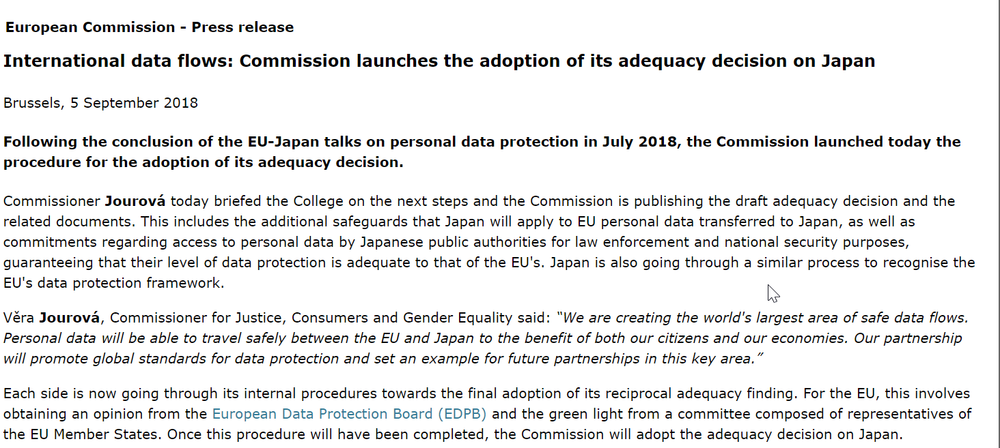 European Commission - Press release
International data flows: Commission launches the adoption of its adequacy decision on Japan
Brussels, 5 September 2018
Following the conclusion of the EU-Japan talks on personal data protection in July 2018, the Commission launched today the
procedure for the adoption of its adequacy decision.
Commissioner Jourová today briefed the College on the next steps and the Commission is publishing the draft adequacy decision and the
related documents. This includes the additional safeguards that Japan will apply to EU personal data transferred to Japan, as well as
commitments regarding access to personal data by Japanese public authorities for law enforcement and national security purposes,
guaranteeing that their level of data protection is adequate to that of the EU's. Japan is also going through a similar process to recognise the
EU's data protection framework.
Věra Jourová, Commissioner for Justice, Consumers and Gender Equality said: “We are creating the world's largest area of safe data flows.
Personal data will be able to travel safely between the EU and Japan to the benefit of both our citizens and our economies. Our partnership
will promote global standards for data protection and set an example for future partnerships in this key area.”
Each side is now going through its internal procedures towards the final adoption of its reciprocal adequacy finding. For the EU, this involves
obtaining an opinion from the European Data Protection Board (EDPB) and the green light from a committee composed of representatives of
the EU Member States. Once this procedure will have been completed, the Commission will adopt the adequacy decision on Japan.